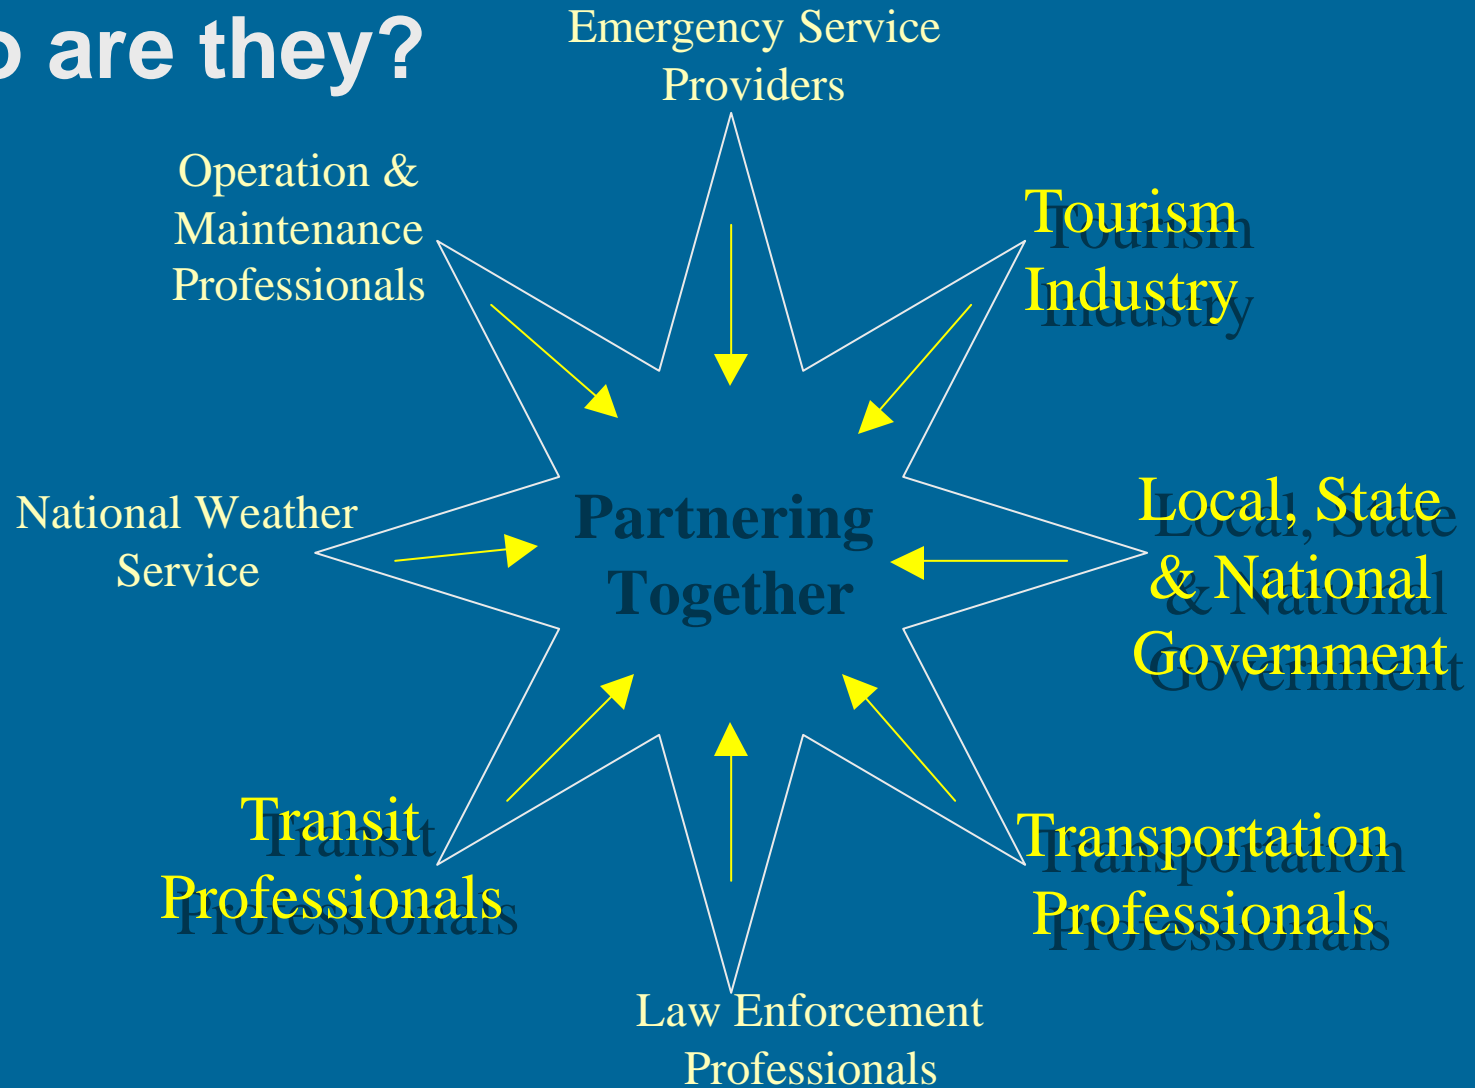 o are they?
Emergency Service
Providers
Operation &
Maintenance
Professionals
Tourism
Industry
National Weather
Service
Partnering
Together
Local, State
& National
Government
Transit
Professionals
Transportation
Professionals
Law Enforcement
Professionals